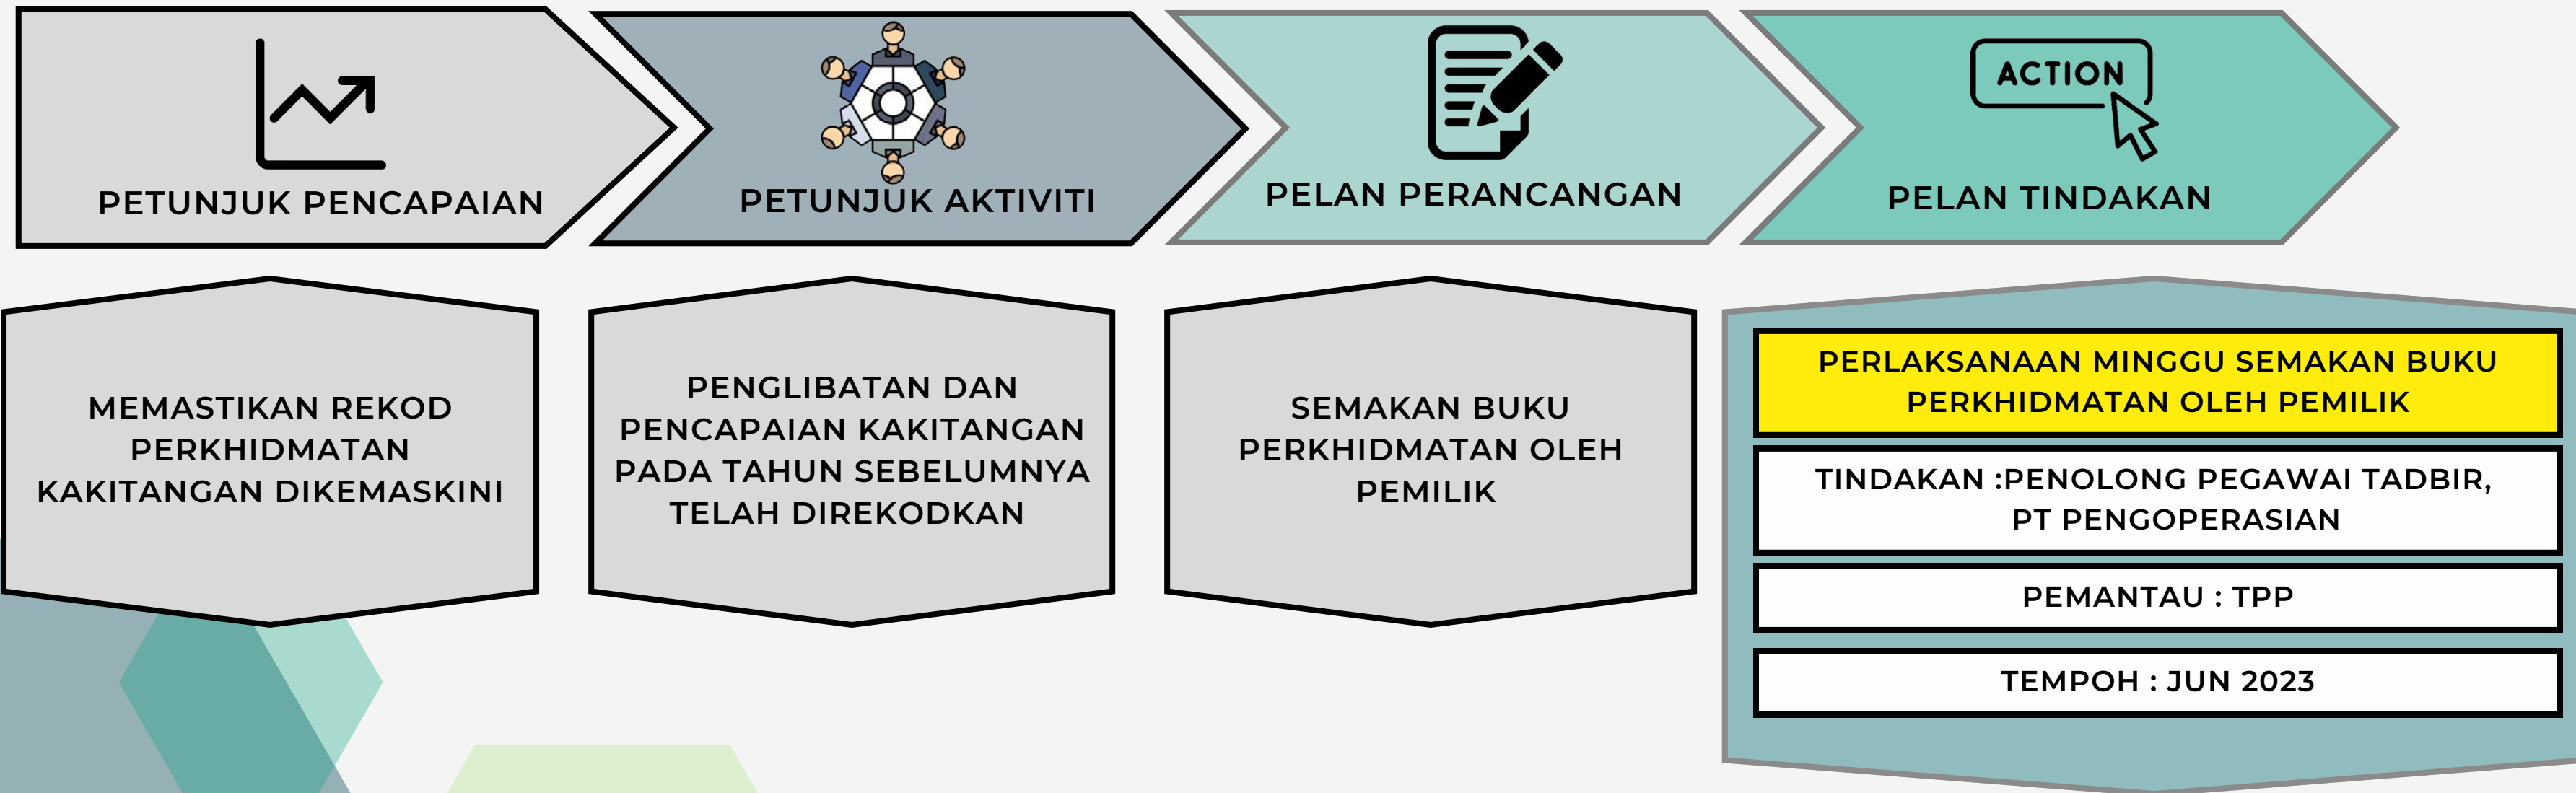 PETUNJUK PENCAPAIAN
PETUNJUK AKTIVITI
PELAN PERANCANGAN
ACTION
PELAN TINDAKAN
MEMASTIKAN REKOD
PERKHIDMATAN
KAKITANGAN DIKEMASKINI
PENGLIBATAN DAN
PENCAPAIAN KAKITANGAN
PADA TAHUN SEBELUMNYA
TELAH DIREKODKAN
SEMAKAN BUKU
PERKHIDMATAN OLEH
PEMILIK
PERLAKSANAAN MINGGU SEMAKAN BUKU
PERKHIDMATAN OLEH PEMILIK
TINDAKAN :PENOLONG PEGAWAI TADBIR,
PT PENGOPERASIAN
PEMANTAU : TPP
TEMPOH : JUN 2023